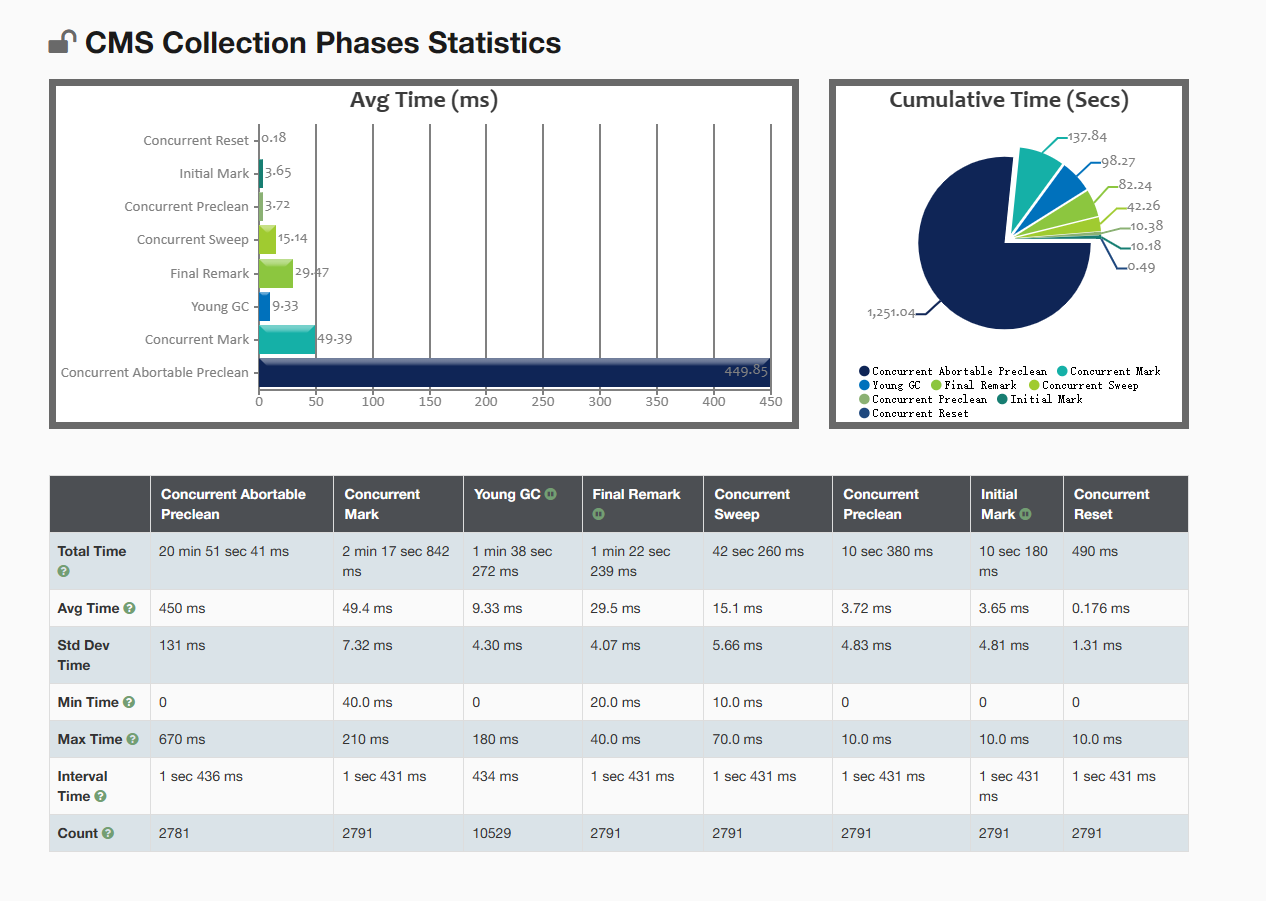 CMS Collection Phases Statistics
Avg Time (ms)
Concurrent Reset 0.18
Initial Mark 3.65
Concurrent Preclean 3.72
Concurrent Sweep 15.14
Final Remark 29.47
Young GC 9.33
Concurrent Mark 49.39
Concurrent Abortable Preclean 449.85
0 50 100 150 200 250 300 350 400 450
Cumulative Time (Secs)
137.84
98.27
82.24
42.26
10.38
10.18
0.49
1,251.04
Concurrent Abortable Preclean Concurrent Mark
Young GC Final Remark Concurrent Sweep
Concurrent Preclean Initial Mark
Concurrent Reset
Concurrent Abortable Concurrent Young GC Final Remark Concurrent Concurrent Initial Concurrent
Preclean Mark Sweep Preclean Mark Reset
Total Time 20 min 51 sec 41 ms 2 min 17 sec 842 1 min 38 sec 1 min 22 sec 42 sec 260 ms 10 sec 380 ms 10 sec 180 490 ms
? ms 272 ms 239 ms ms
Avg Time ? 450 ms 49.4 ms 9.33 ms 29.5 ms 15.1 ms 3.72 ms 3.65 ms 0.176 ms
Std Dev 131 ms 7.32 ms 4.30 ms 4.07 ms 5.66 ms 4.83 ms 4.81 ms 1.31 ms
Time
Min Time ? 0 40.0 ms 0 20.0 ms 10.0 ms 0 0 0
Max Time ? 670 ms 210 ms 180 ms 40.0 ms 70.0 ms 10.0 ms 10.0 ms 10.0 ms
Interval 1 sec 436 ms 1 sec 431 ms 434 ms 1 sec 431 ms 1 sec 431 ms 1 sec 431 ms 1 sec 431 1 sec 431 ms
Time ? ms
Count ? 2781 2791 10529 2791 2791 2791 2791 2791